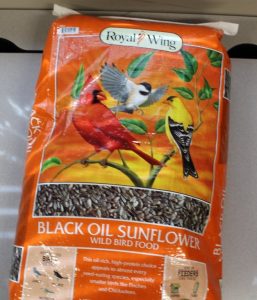 Royal Wing
BLACK OIL SUNFLOWER
WILD BIRD FOOD
This oil rich, high-protein choice
appeals to almost every
seed-eating species, especially
smaller birds like finches
and Chickadees.
FEEDERS